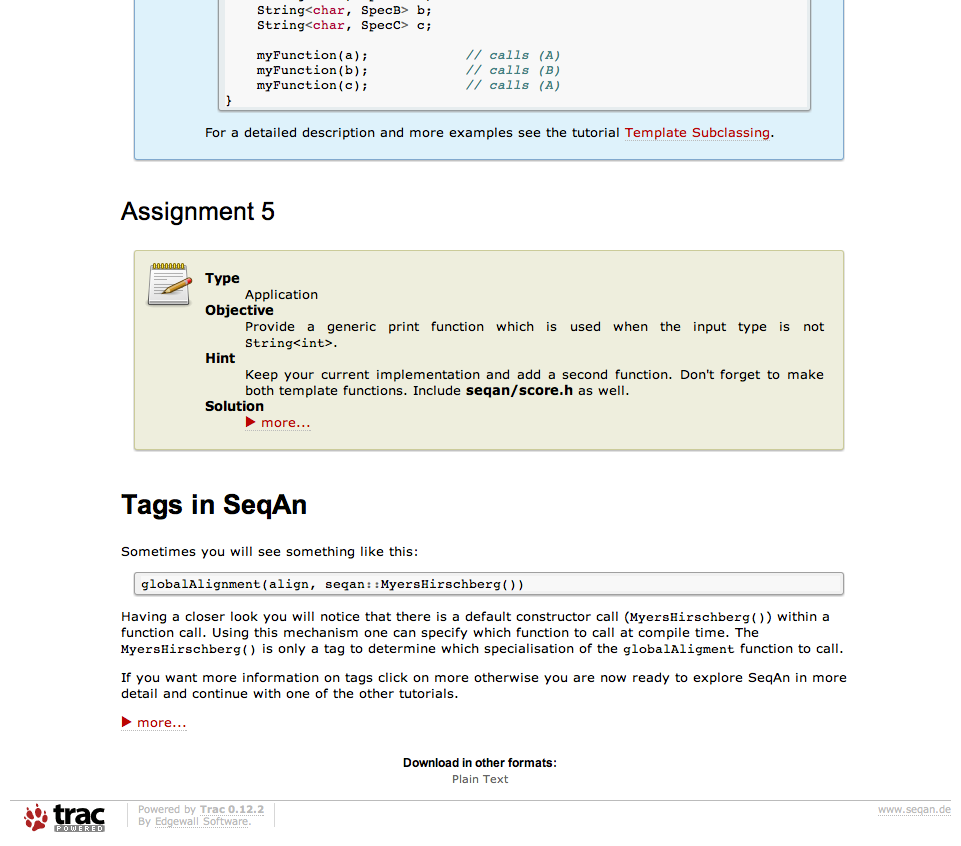 String<char, SpecB> b;
String<char, SpecC> c;
myFunction(a); // calls (A)
myFunction(b); // calls (B)
myFunction(c); // calls (A)
}
For a detailed description and more examples see the tutorial Template Subclassing.
Assignment 5
Type
Application
Objective
Provide a generic print function which is used when the input type is not
String<int>.
Hint
Keep your current implementation and add a second function. Don't forget to make
both template functions. Include seqan/score.h as well.
Solution
▶ more...
Tags in SeqAn
Sometimes you will see something like this:
globalAlignment(align, seqan::MyersHirschberg())
Having a closer look you will notice that there is a default constructor call (MyersHirschberg()) within a
function call. Using this mechanism one can specify which function to call at compile time. The
MyersHirschberg() is only a tag to determine which specialisation of the globalAligment function to call.
If you want more information on tags click on more otherwise you are now ready to explore SeqAn in more
detail and continue with one of the other tutorials.
▶ more...
Download in other formats:
Plain Text
trac
POWERED
Powered by Trac 0.12.2
By Edgewall Software.
www.seqan.de